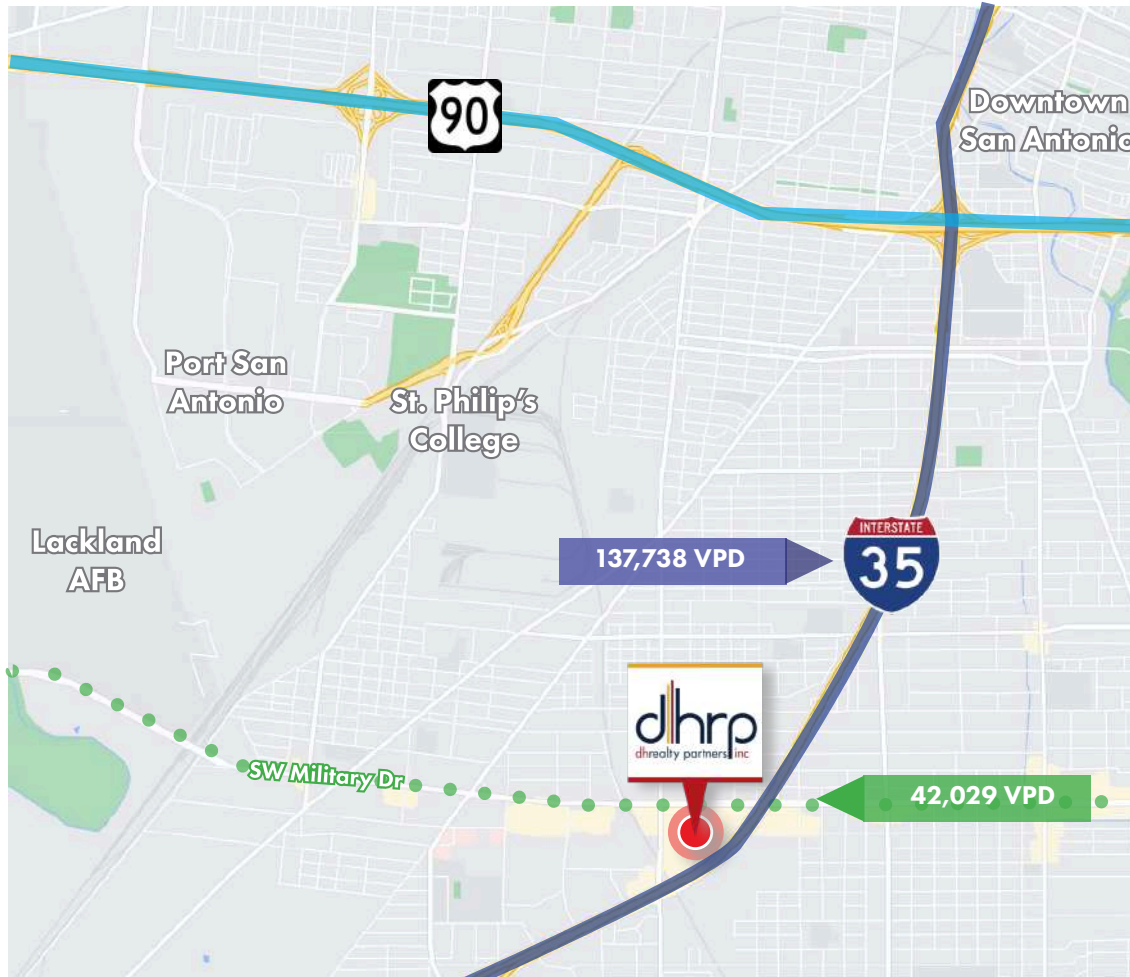 90
Downtown
San Antonio
Port San
Antonio
St. Philip's
College
Lackland
AFB
137,738 VPD
INTERSTATE
35
dhrp
dhrealty partners, inc
SW Military Dr
42,029 VPD